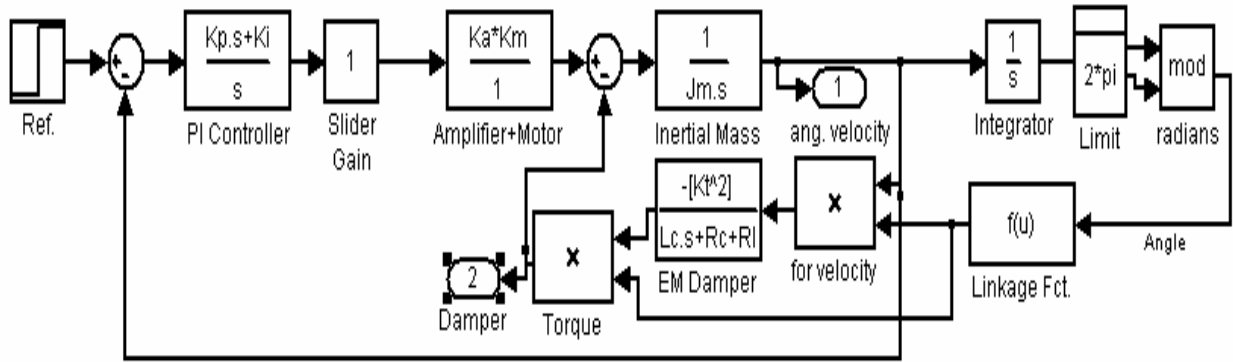 Ref.
+
-
Kp.s+Ki
s
PI Controller
1
Slider
Gain
Ka*Km
1
Amplifier+Motor
+
-
1
Jm.s
Inertial Mass
1
ang. velocity
1
s
Integrator
2*pi
Limit
mod
radians
-[Kt^2]
Lc.s+Rc+Rl
EM Damper
x
for velocity
f(u)
Linkage Fct.
Angle
x
Torque
2
Damper